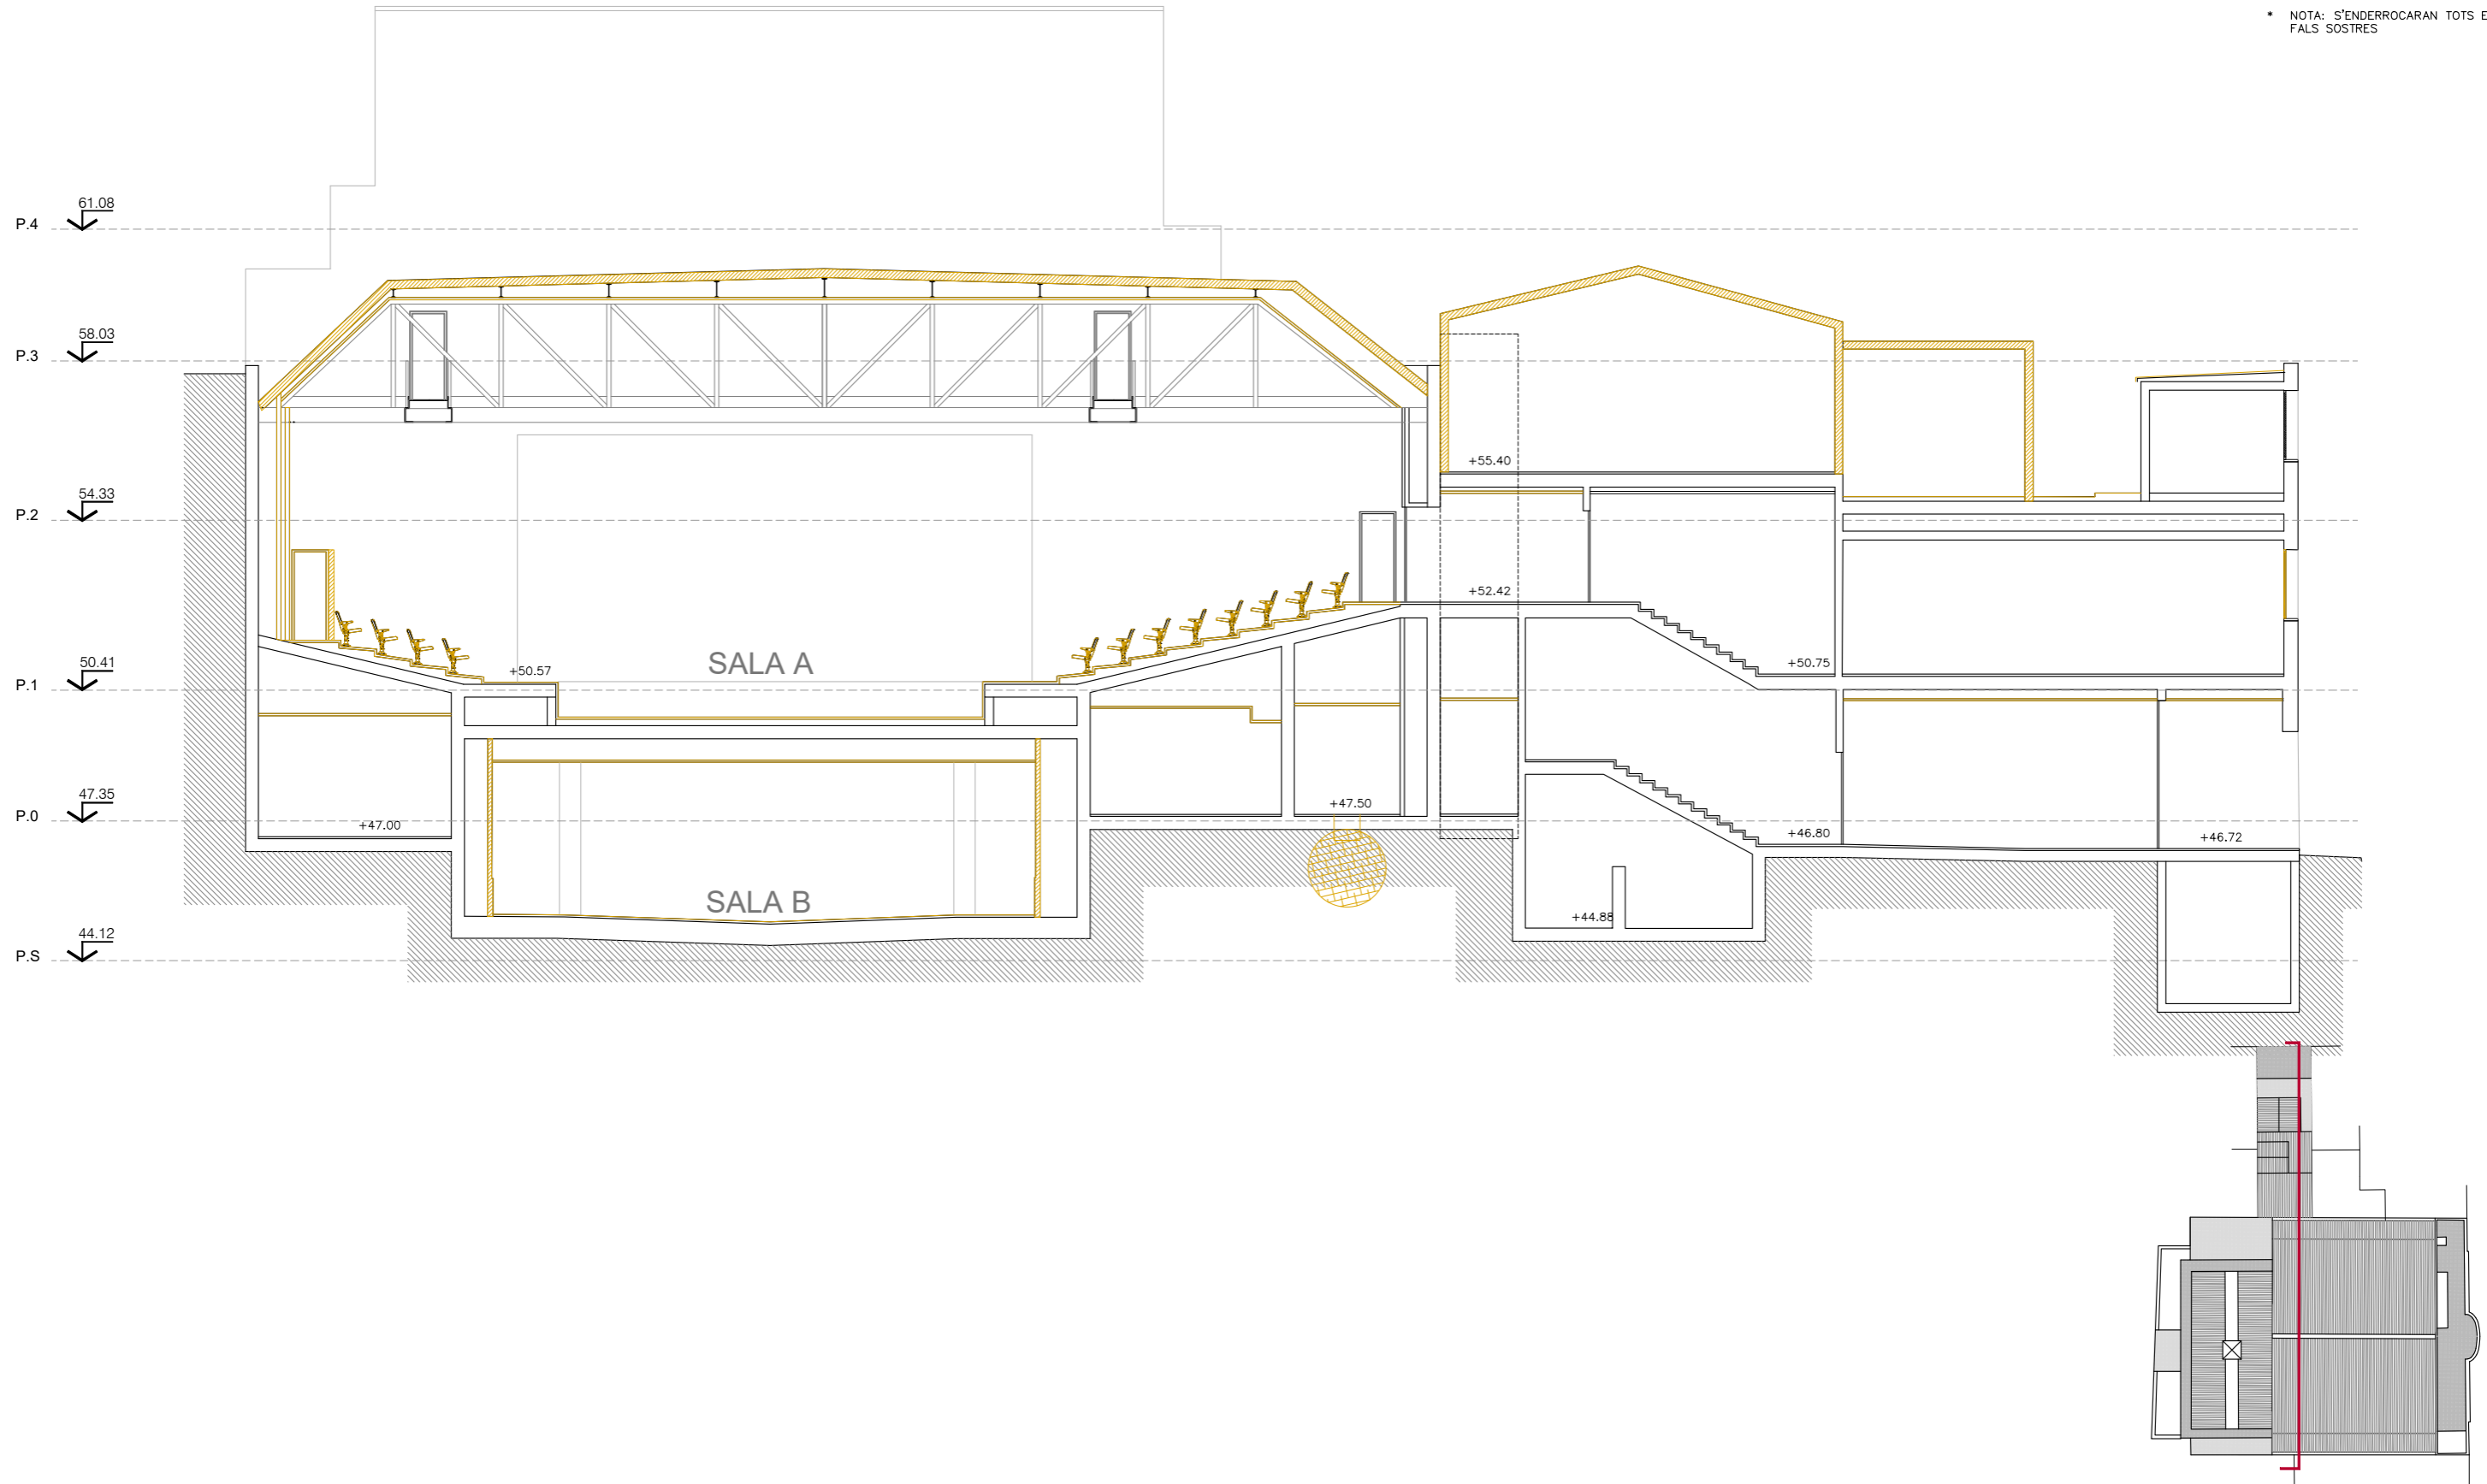 * NOTA: S'ENDERROCARAN TOTS E
FALS SOSTRES
61.08
P.4
58.03
P.3
+55.40
54.33
P.2
+52.42
50.41
+50.57
SALA A
+50.75
P.1
47.35
+47.50
P.0
+47.00
+46.80
+46.72
SALA B
+44.88
44.12
P.S